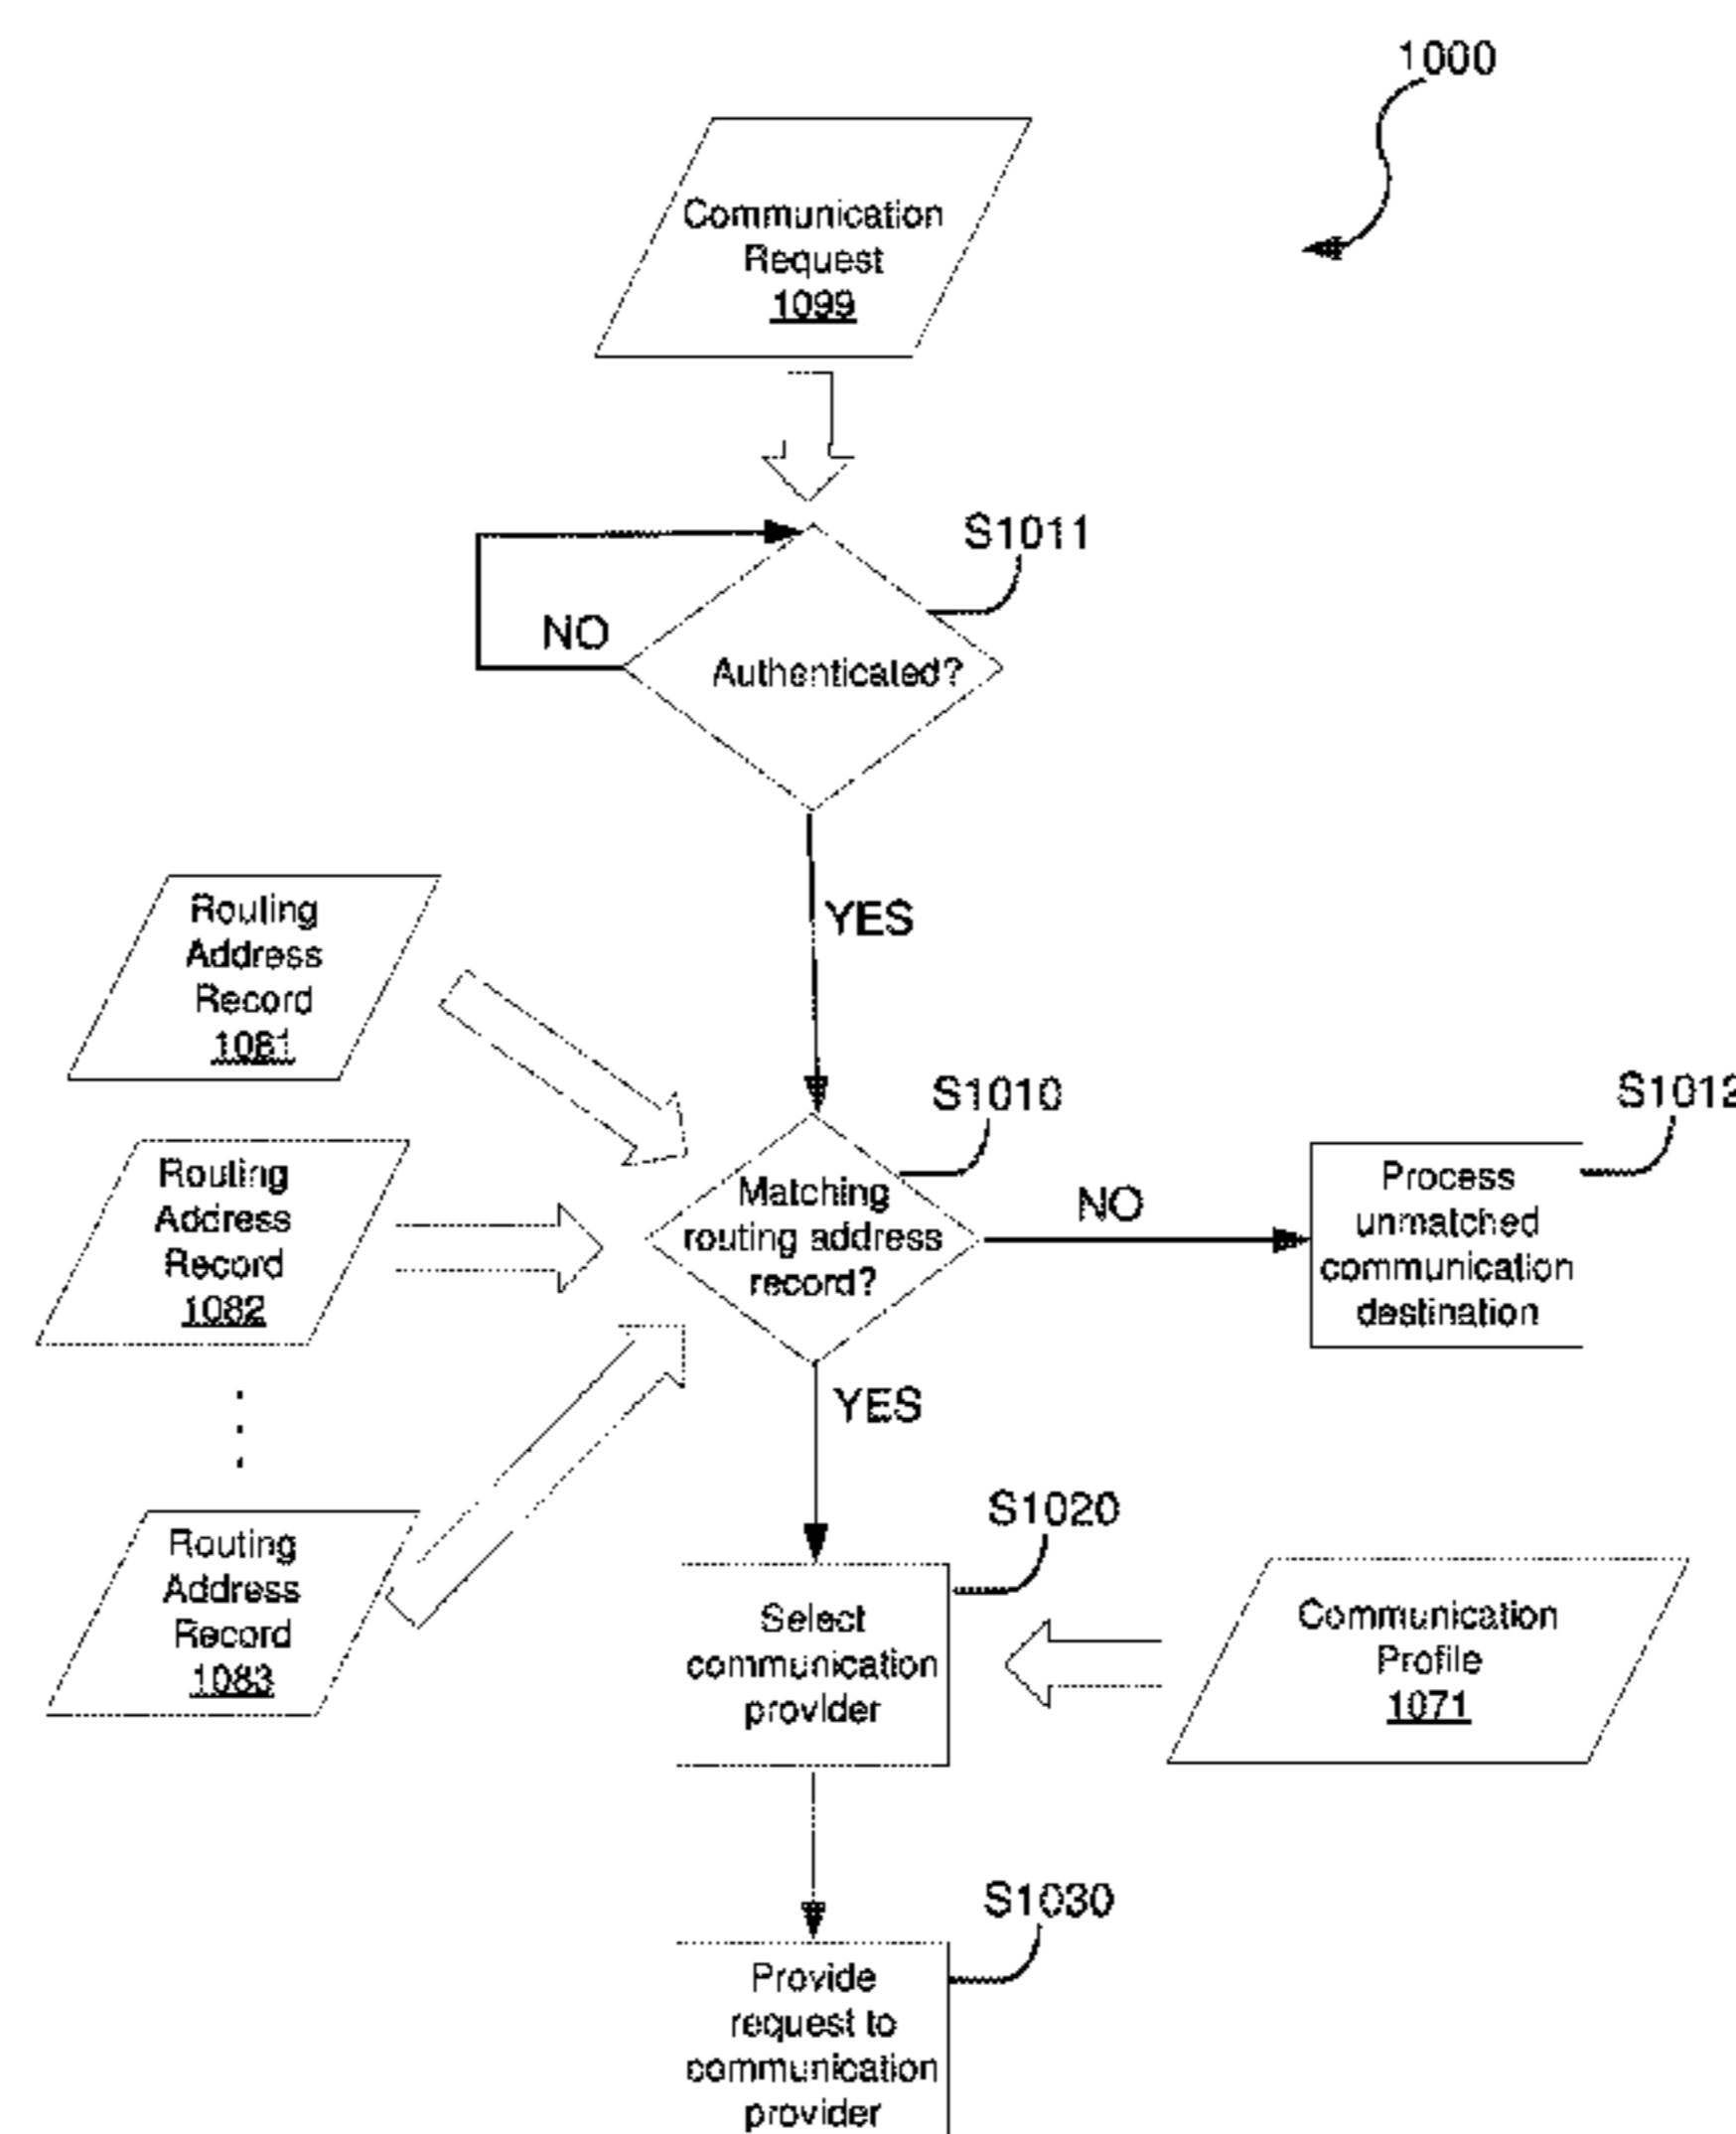 1000
Communication
Request
1099
S1011
NO
Authenticated?
YES
Routing
Address
Record
1081
S1010
S1012
Routing
Address
Record
1082
Matching
routing address
record?
NO
Process
unmatched
communication
destination
YES
Routing
Address
Record
1083
S1020
Select
communication
provider
Communication
Profile
1071
S1030
Provide
request to
communication
provider